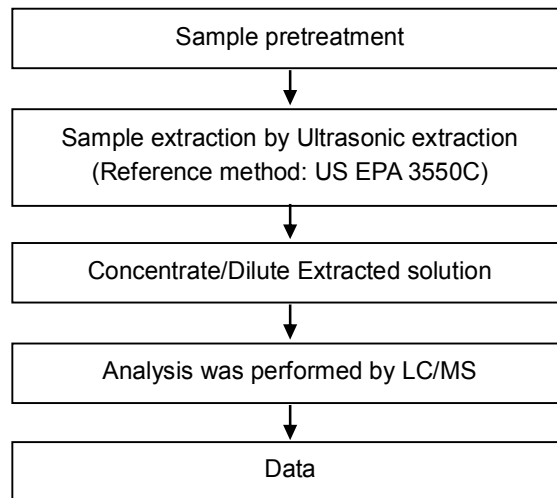 Sample pretreatment
Sample extraction by Ultrasonic extraction
(Reference method: US EPA 3550C)
Concentrate/Dilute Extracted solution
Analysis was performed by LC/MS
Data